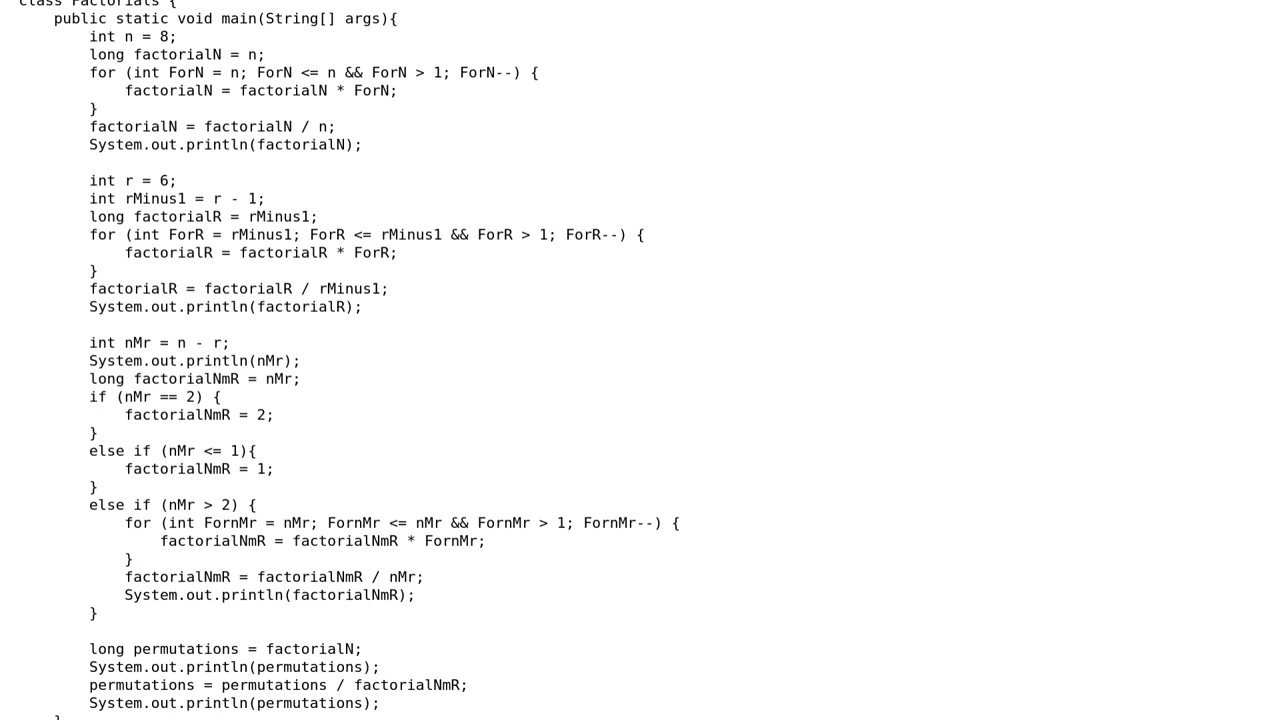 class Factorials {
    public static void main(String[] args){
        int n = 8;
        long factorialN = n;
        for (int ForN = n; ForN <= n && ForN > 1; ForN--) {
            factorialN = factorialN * ForN;
        }
        factorialN = factorialN / n;
        System.out.println(factorialN);

        int r = 6;
        int rMinus1 = r - 1;
        long factorialR = rMinus1;
        for (int ForR = rMinus1; ForR <= rMinus1 && ForR > 1; ForR--) {
            factorialR = factorialR * ForR;
        }
        factorialR = factorialR / rMinus1;
        System.out.println(factorialR);

        int nMr = n - r;
        System.out.println(nMr);
        long factorialNmR = nMr;
        if (nMr == 2) {
            factorialNmR = 2;
        }
        else if (nMr <= 1){
            factorialNmR = 1;
        }
        else if (nMr > 2) {
            for (int FornMr = nMr; FornMr <= nMr && FornMr > 1; FornMr--) {
                factorialNmR = factorialNmR * FornMr;
            }
            factorialNmR = factorialNmR / nMr;
            System.out.println(factorialNmR);
        }

        long permutations = factorialN;
        System.out.println(permutations);
        permutations = permutations / factorialNmR;
        System.out.println(permutations);
    }